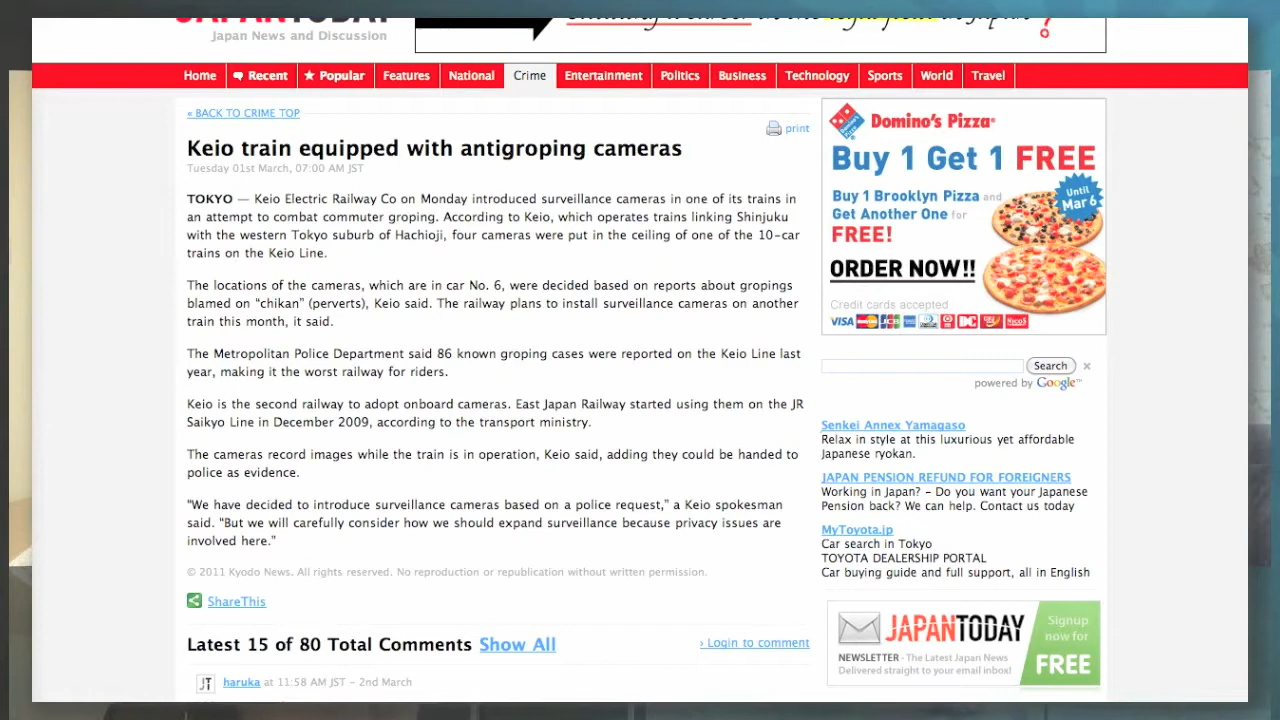 JAPANTODAY
Japan News and Discussion
Home
Recent
Popular
Features
National
Crime
Entertainment
Politics
Business
Technology
Sports
World
Travel
« BACK TO CRIME TOP
print
Keio train equipped with antigroping cameras
Tuesday 01st March, 07:00 AM JST
TOKYO — Keio Electric Railway Co on Monday introduced surveillance cameras in one of its trains in
an attempt to combat commuter groping. According to Keio, which operates trains linking Shinjuku
with the western Tokyo suburb of Hachioji, four cameras were put in the ceiling of one of the 10-car
trains on the Keio Line.
The locations of the cameras, which are in car No. 6, were decided based on reports about gropings
blamed on “chikan” (perverts), Keio said. The railway plans to install surveillance cameras on another
train this month, it said.
The Metropolitan Police Department said 86 known groping cases were reported on the Keio Line last
year, making it the worst railway for riders.
Keio is the second railway to adopt onboard cameras. East Japan Railway started using them on the JR
Saikyo Line in December 2009, according to the transport ministry.
The cameras record images while the train is in operation, Keio said, adding they could be handed to
police as evidence.
“We have decided to introduce surveillance cameras based on a police request,” a Keio spokesman
said. “But we will carefully consider how we should expand surveillance because privacy issues are
involved here.”
© 2011 Kyodo News. All rights reserved. No reproduction or republication without written permission.
ShareThis
Latest 15 of 80 Total Comments Show All
› Login to comment
JT
haruka at 11:58 AM JST - 2nd March
Domino's Pizza
Domino's Pizza
Buy 1 Get 1 FREE
Buy 1 Brooklyn Pizza and
Get Another One for
FREE!
Until
Mar 6
ORDER NOW!!
Credit cards accepted
VISA MasterCard JCB DC
Search
powered by Google™
Senkei Annex Yamagaso
Relax in style at this luxurious yet affordable
Japanese ryokan.
JAPAN PENSION REFUND FOR FOREIGNERS
Working in Japan? - Do you want your Japanese
Pension back? We can help. Contact us today
MyToyota.jp
Car search in Tokyo
TOYOTA DEALERSHIP PORTAL
Car buying guide and full support, all in English
JAPANTODAY
NEWSLETTER - The Latest Japan News
Delivered straight to your email inbox!
Signup
now for
FREE